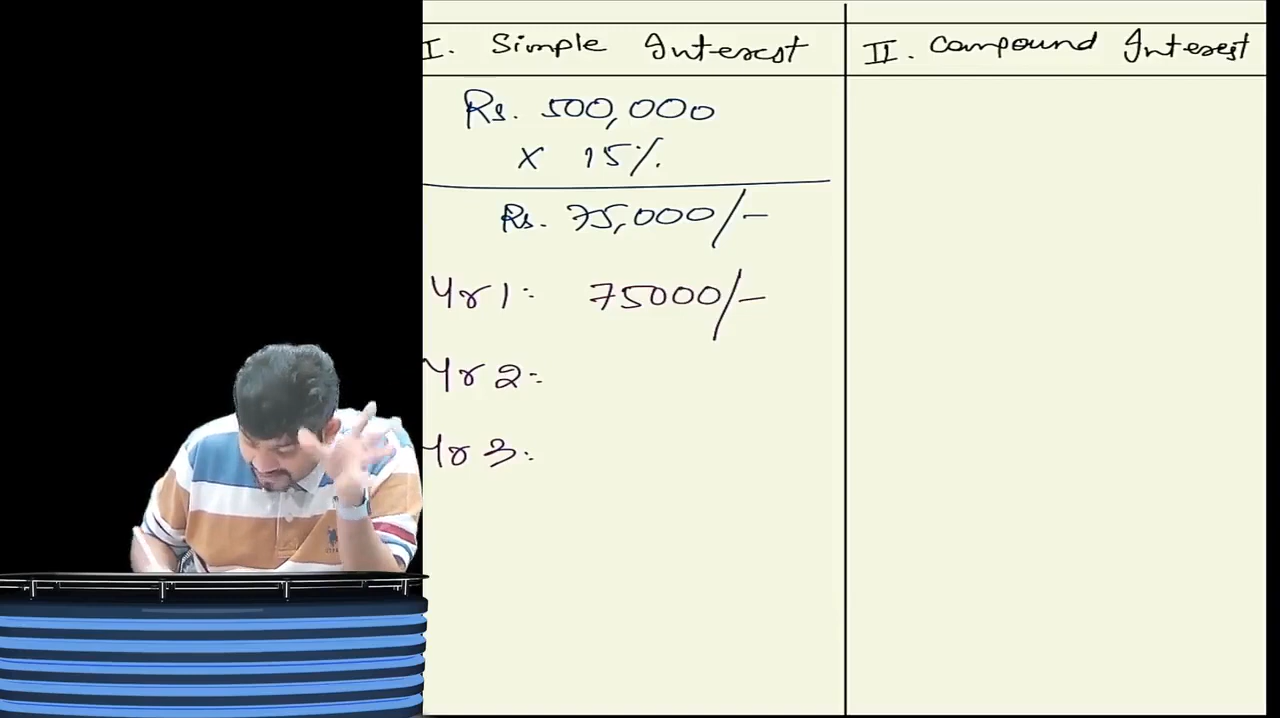 I. Simple Interest
II. Compound Interest
Rs. 500,000
x 15%
Rs. 75,000/-
Yr 1: 75000/-
Yr 2:
Yr 3: